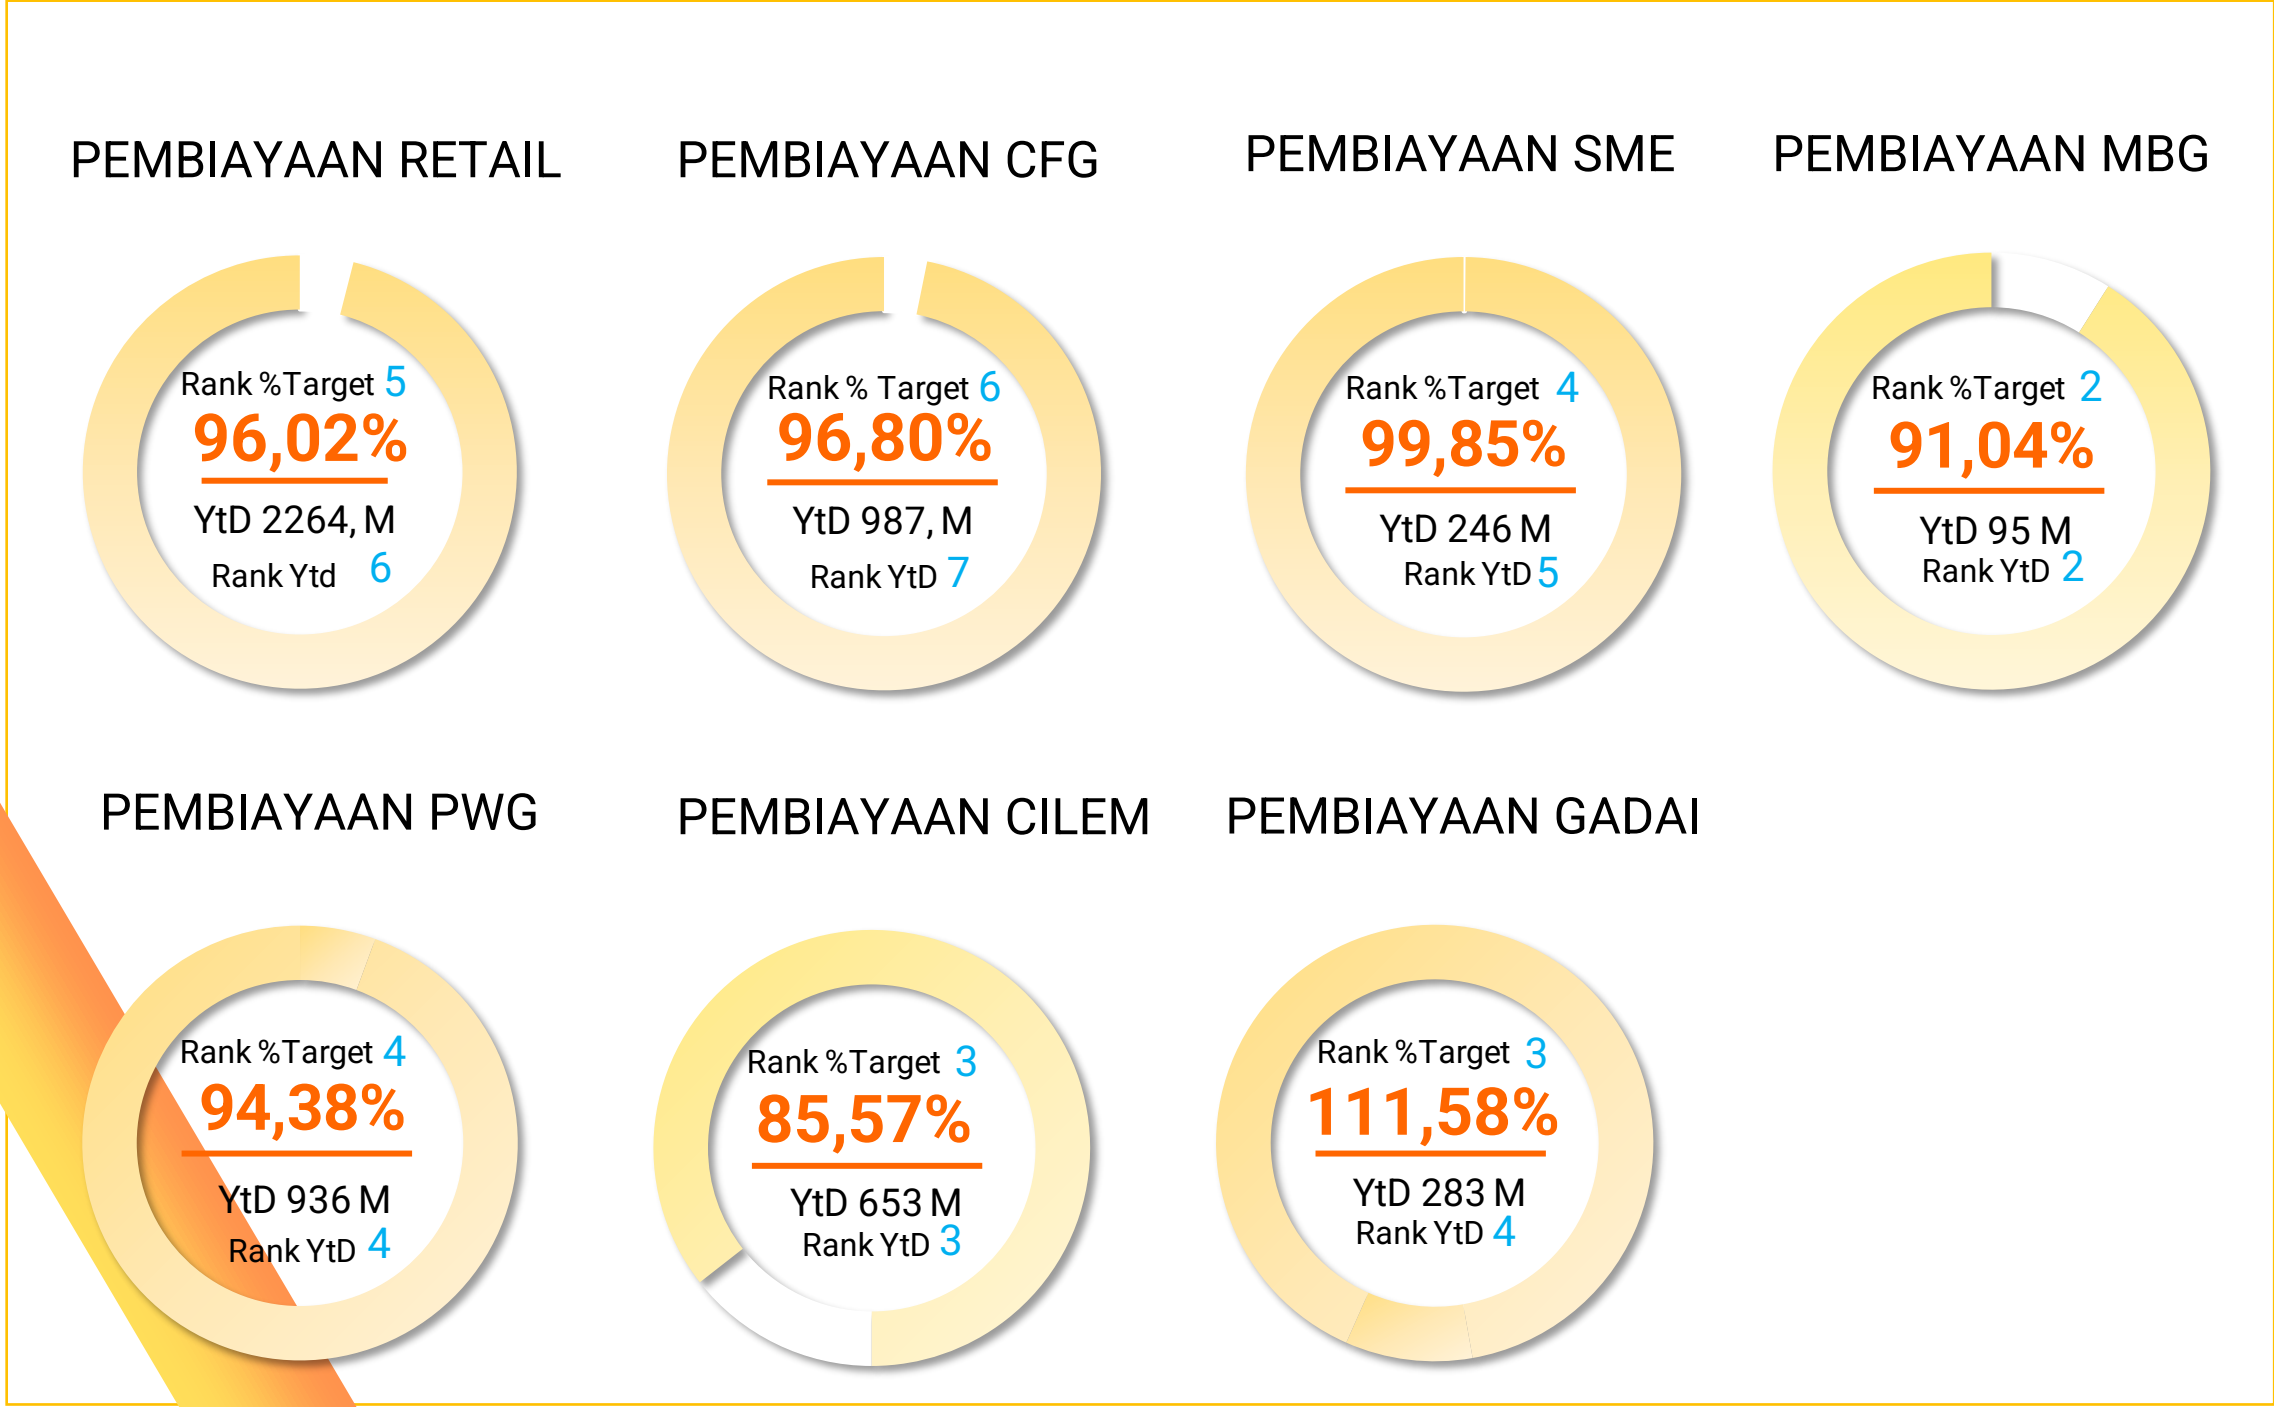 PEMBIAYAAN RETAIL
Rank %Target 5
96,02%
YtD 2264, M
Rank Ytd 6
PEMBIAYAAN CFG
Rank % Target 6
96,80%
YtD 987, M
Rank YtD 7
PEMBIAYAAN SME
Rank %Target 4
99,85%
YtD 246 M
Rank YtD 5
PEMBIAYAAN MBG
Rank %Target 2
91,04%
YtD 95 M
Rank YtD 2
PEMBIAYAAN PWG
Rank %Target 4
94,38%
YtD 936 M
Rank YtD 4
PEMBIAYAAN CILEM
Rank %Target 3
85,57%
YtD 653 M
Rank YtD 3
PEMBIAYAAN GADAI
Rank %Target 3
111,58%
YtD 283 M
Rank YtD 4